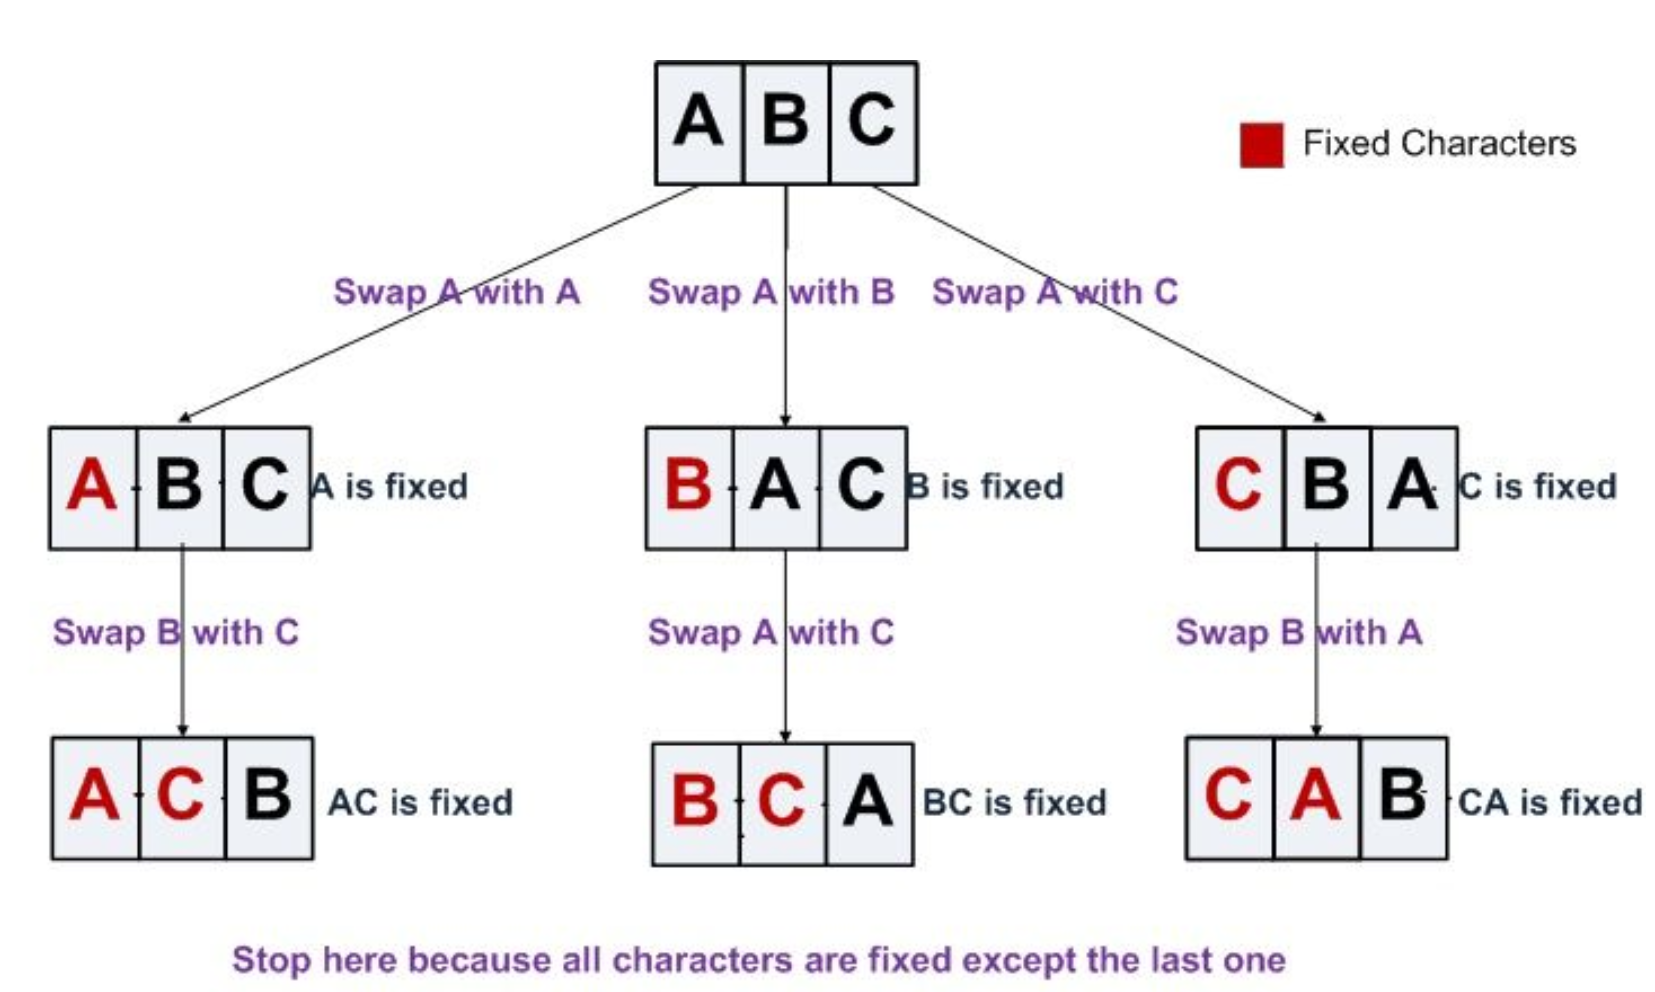 A B C
Fixed Characters
Swap A with A
Swap A with B
Swap A with C
A B C
A is fixed
B A C
B is fixed
C B A
C is fixed
Swap B with C
Swap A with C
Swap B with A
A C B
AC is fixed
B C A
BC is fixed
C A B
CA is fixed
Stop here because all characters are fixed except the last one